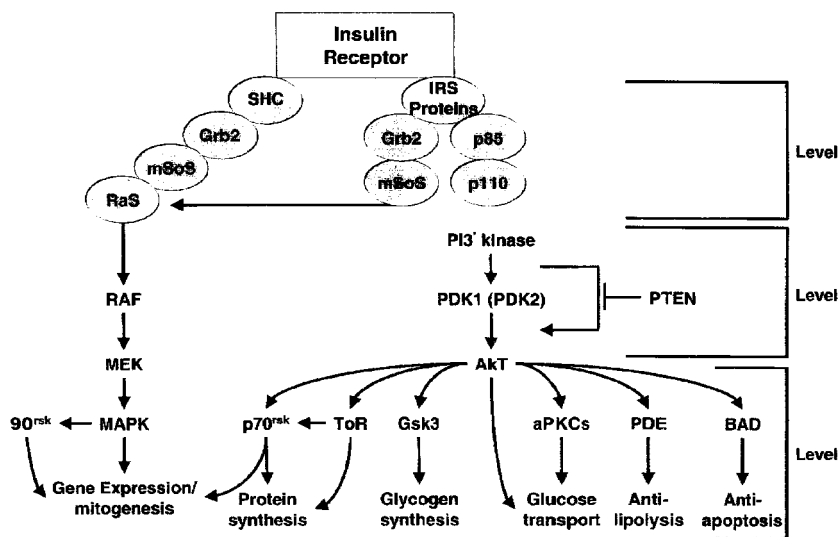 Insulin
Receptor
SHC
IRS
Proteins
Grb2
Grb2
p85
mSoS
mSoS
p110
RaS
Level
PI3' kinase
RAF
PDK1 (PDK2)
PTEN
Level
MEK
AkT
90rsk
MAPK
p70rsk
ToR
Gsk3
aPKCs
PDE
BAD
Level
Gene Expression/
mitogenesis
Protein
synthesis
Glycogen
synthesis
Glucose
transport
Anti-
lipolysis
Anti-
apoptosis